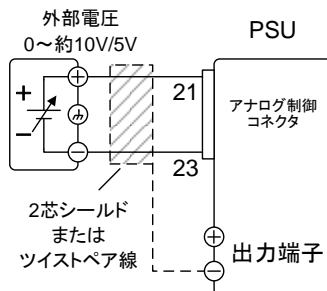 外部電圧
0～約10V/5V
PSU
21
アナログ制御
コネクタ
23
2芯シールド
または
ツイストペア線
出力端子